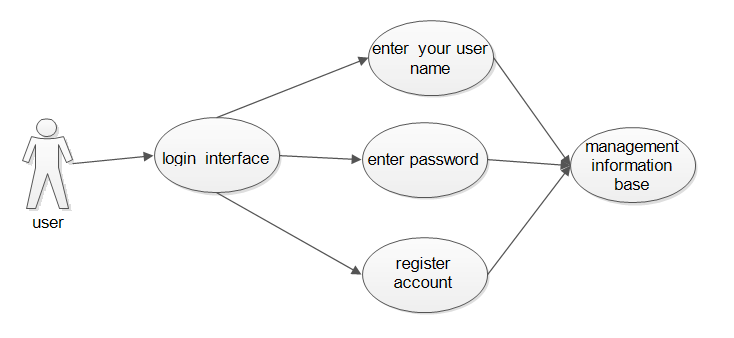 enter your user
name
user
login interface
enter password
register
account
management
information
base